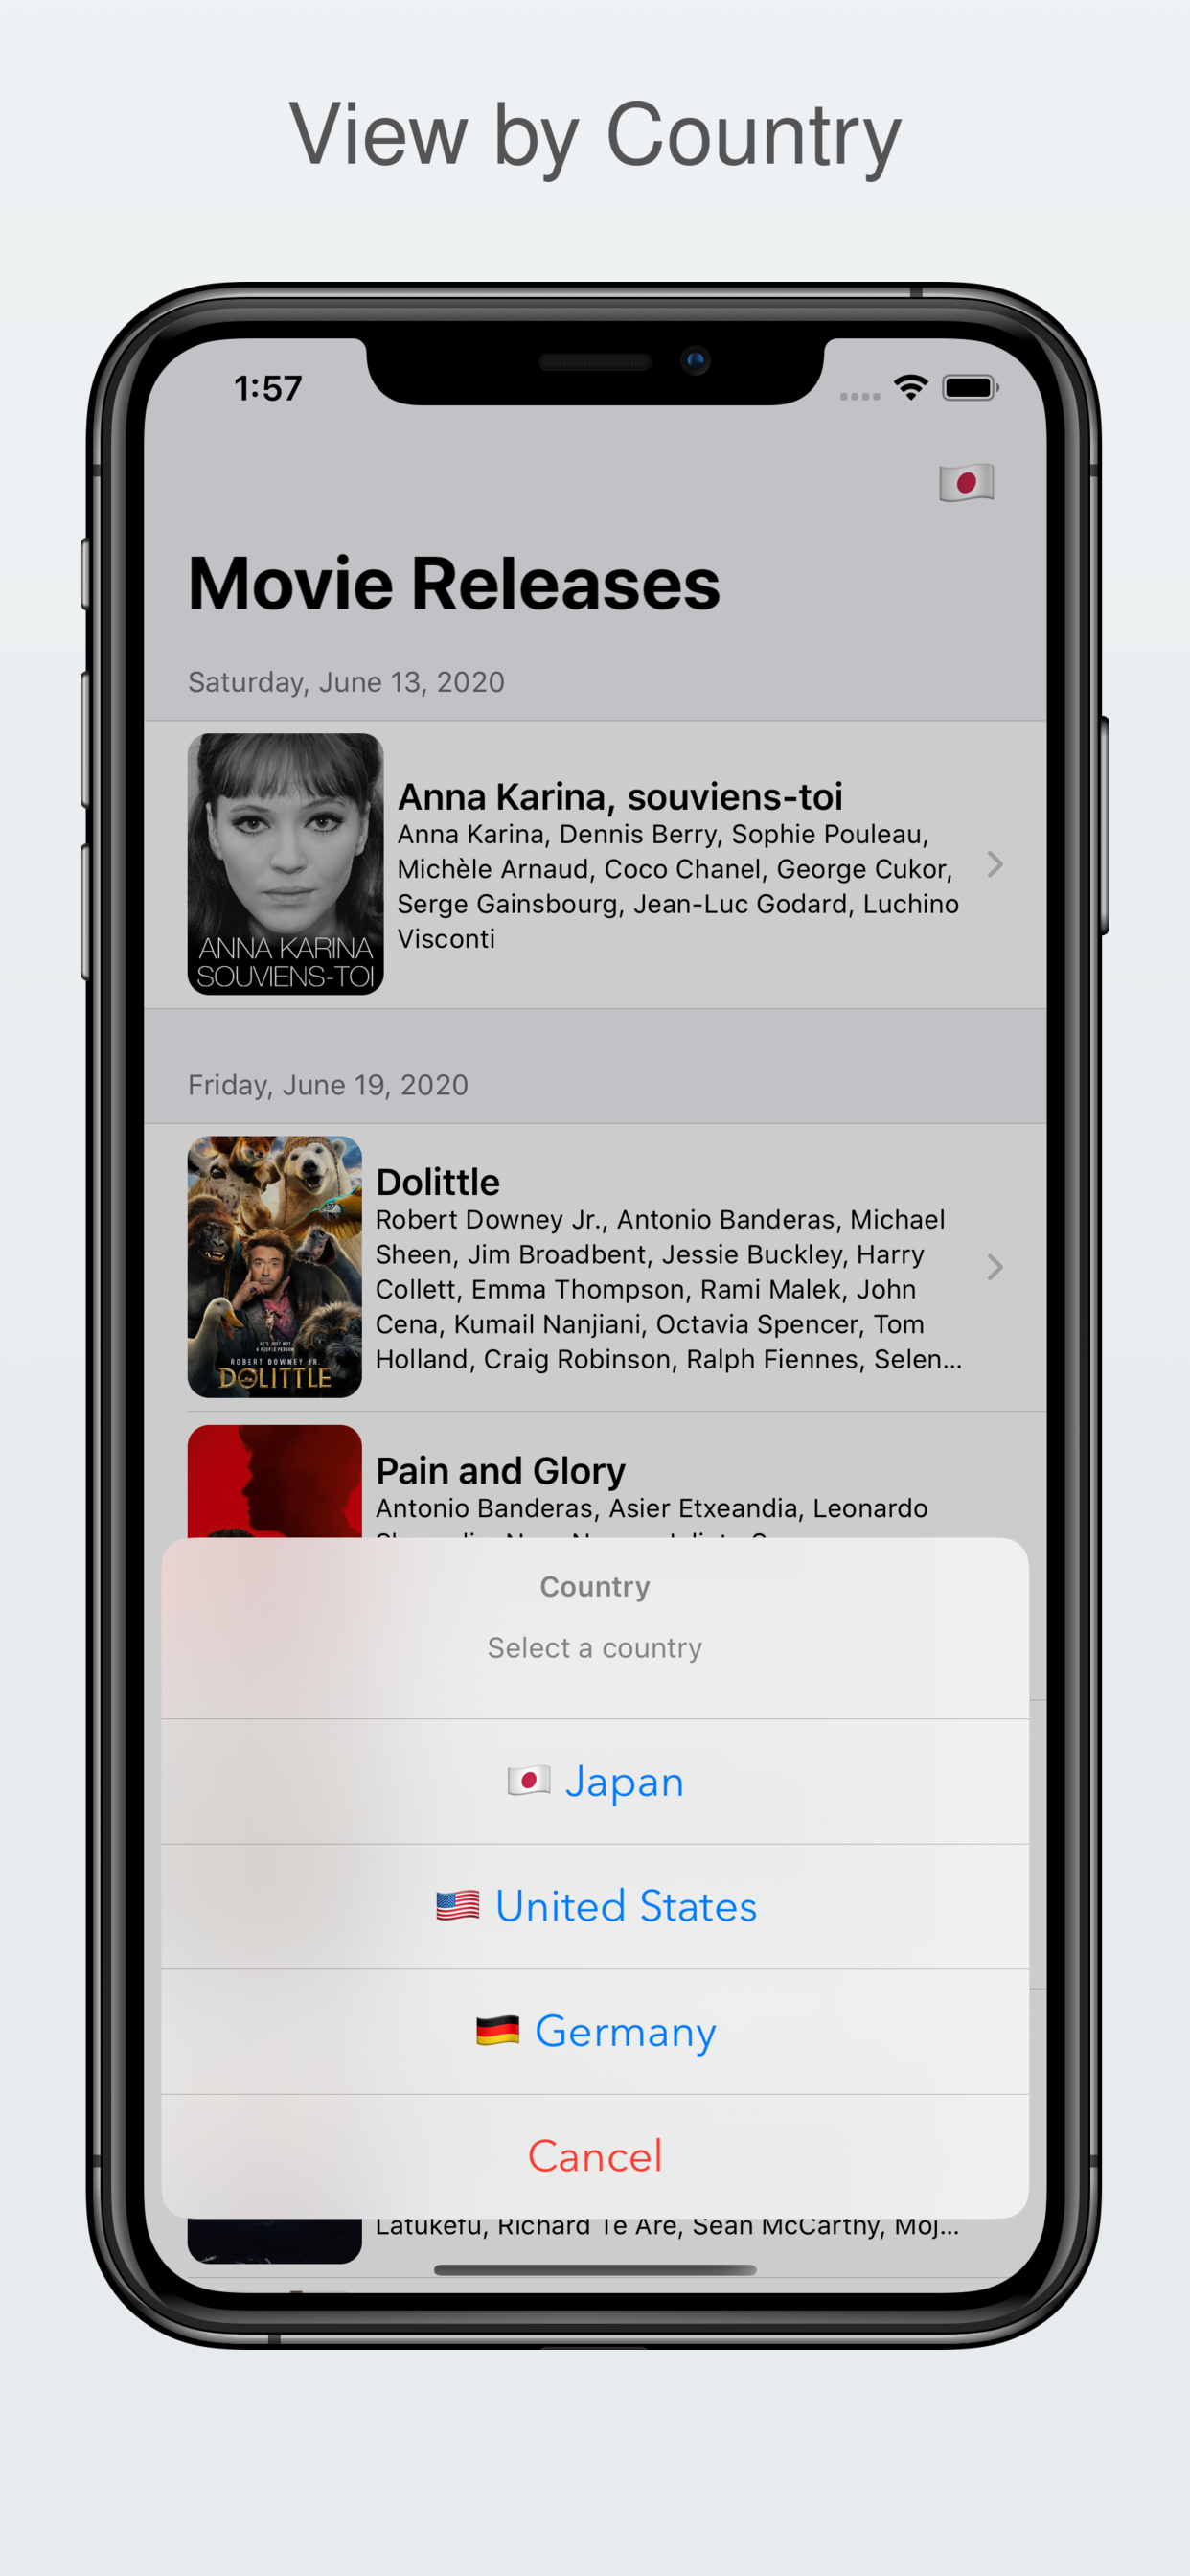 View by Country
1:57
Movie Releases
Saturday, June 13, 2020
ANNA KARINA
SOUVIENS-TOI
Anna Karina, souviens-toi
Anna Karina, Dennis Berry, Sophie Pouleau,
Michèle Arnaud, Coco Chanel, George Cukor,
Serge Gainsbourg, Jean-Luc Godard, Luchino
Visconti
Friday, June 19, 2020
HE'S JUST NOT
A PEOPLE PERSON
ROBERT DOWNEY JR.
DOLITTLE
Dolittle
Robert Downey Jr., Antonio Banderas, Michael
Sheen, Jim Broadbent, Jessie Buckley, Harry
Collett, Emma Thompson, Rami Malek, John
Cena, Kumail Nanjiani, Octavia Spencer, Tom
Holland, Craig Robinson, Ralph Fiennes, Selen...
Pain and Glory
Antonio Banderas, Asier Etxeandia, Leonardo
Country
Select a country
Japan
United States
Germany
Cancel
Latukefu, Richard Te Are, Sean McCarthy, Moj...